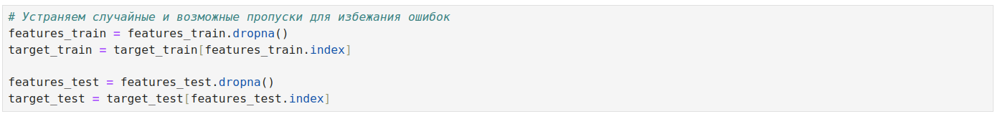 # Устраняем случайные и возможные пропуски для избежания ошибок
features_train = features_train.dropna()
target_train = target_train[features_train.index]

features_test = features_test.dropna()
target_test = target_test[features_test.index]